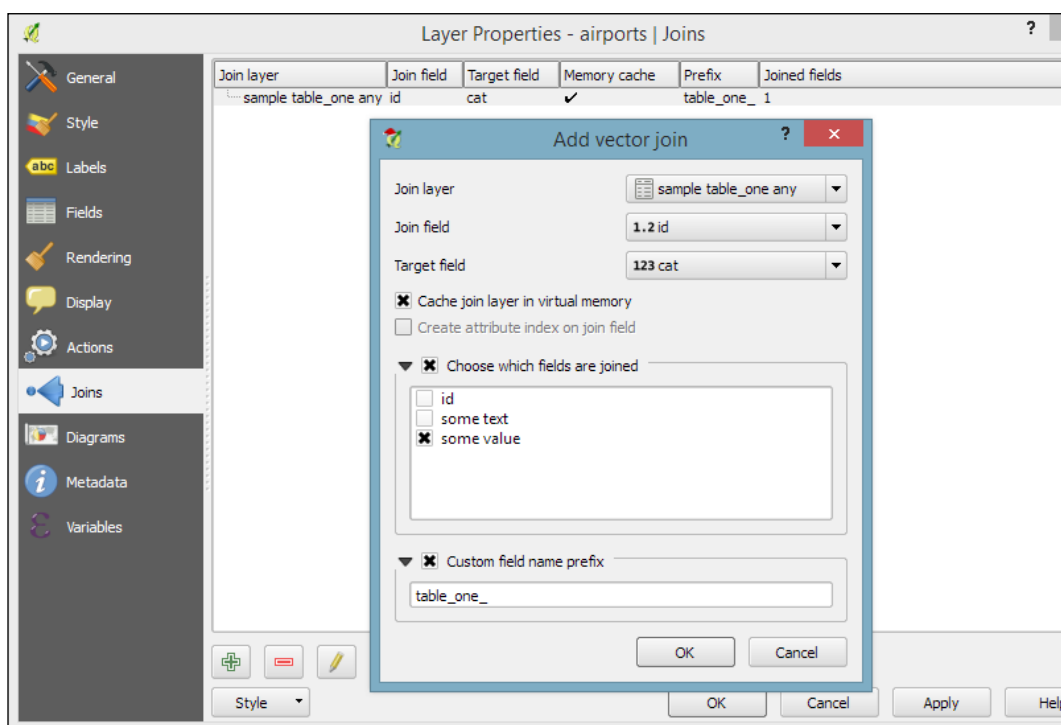 Layer Properties - airports | Joins
?
General
Style
abc Labels
Fields
Rendering
Display
Actions
Joins
Diagrams
Metadata
Variables
Join layer Join field Target field Memory cache Prefix Joined fields
sample table_one any id cat ✔ table_one_ 1
Add vector join
?
Join layer
sample table_one any
Join field
1.2 id
Target field
123 cat
Cache join layer in virtual memory
Create attribute index on join field
Choose which fields are joined
id
some text
some value
Custom field name prefix
table_one_
OK Cancel
Style
OK Cancel Apply Hel